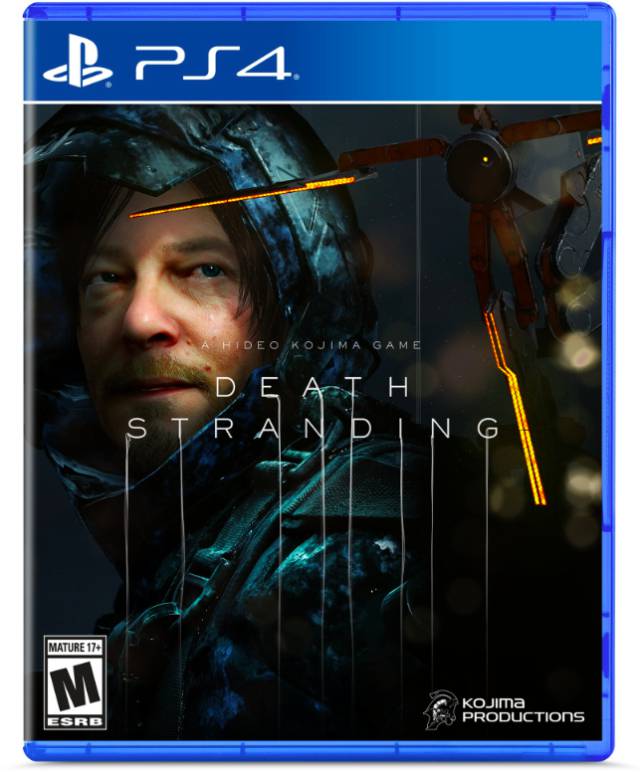 PS4
A HIDEO KOJIMA GAME
DEATH
STRANDING
MATURE 17+
M
ESRB
KOJIMA
PRODUCTIONS